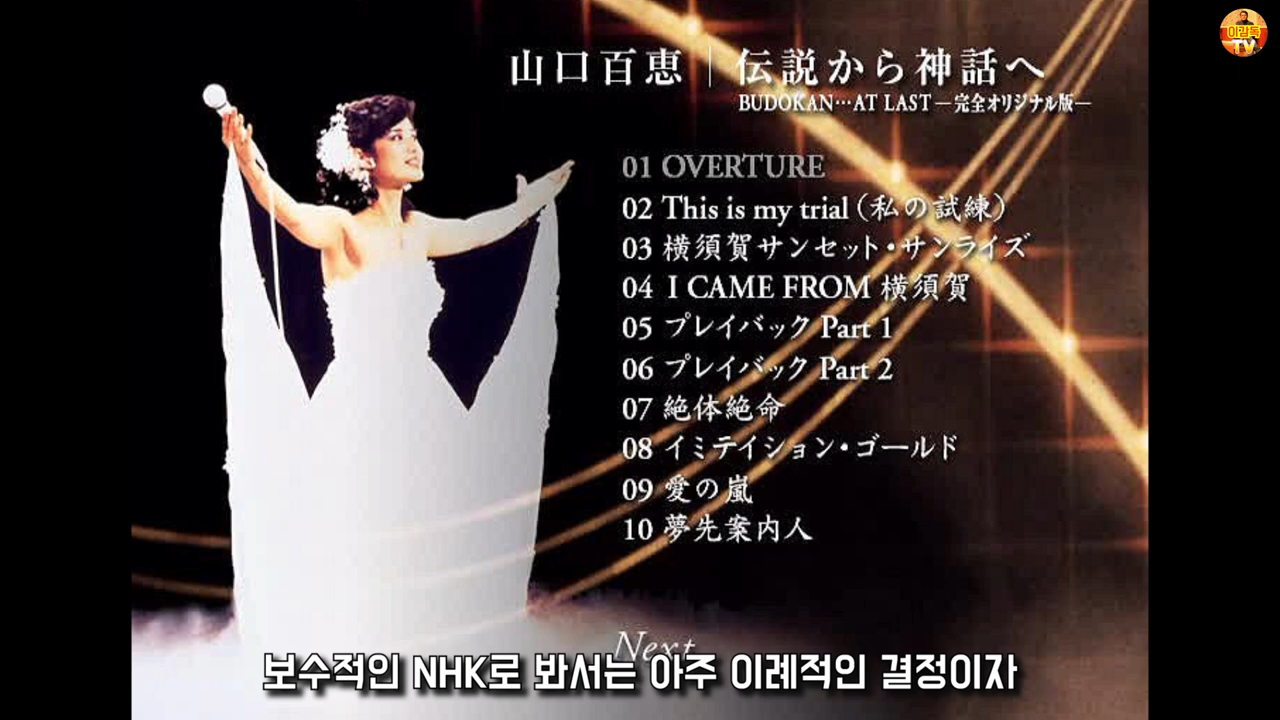 이감독
TV
山口百恵｜伝説から神話へ
BUDOKAN…AT LAST－完全オリジナル版－
01 OVERTURE
02 This is my trial（私の試練）
03 横須賀サンセット・サンライズ
04 I CAME FROM 横須賀
05 プレイバック Part 1
06 プレイバック Part 2
07 絶体絶命
08 イミテイション・ゴールド
09 愛の嵐
10 夢先案内人
Next
보수적인 NHK로 봐서는 아주 이례적인 결정이자